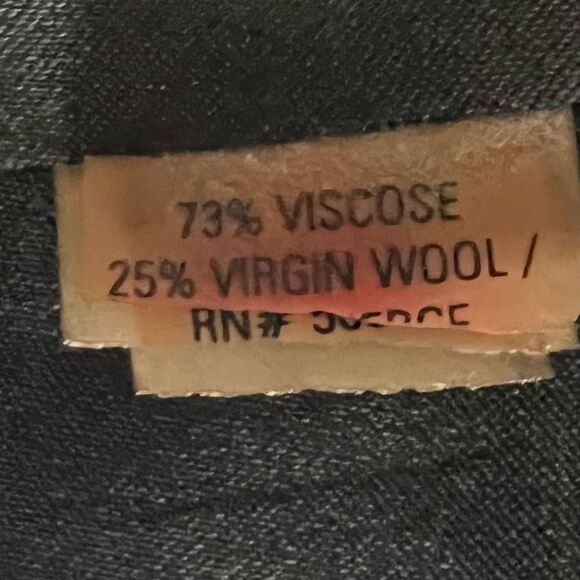 73% VISCOSE
25% VIRGIN WOOL /
RN#